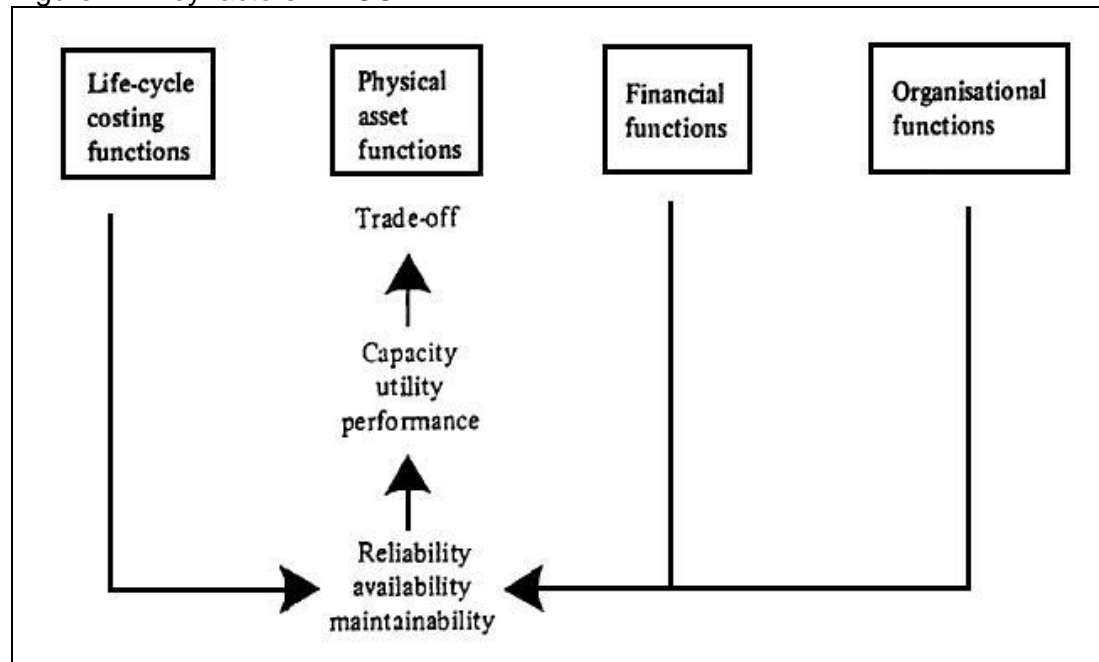 Life-cycle
costing
functions
Physical
asset
functions
Financial
functions
Organisational
functions
Trade-off
Capacity
utility
performance
Reliability
availability
maintainability